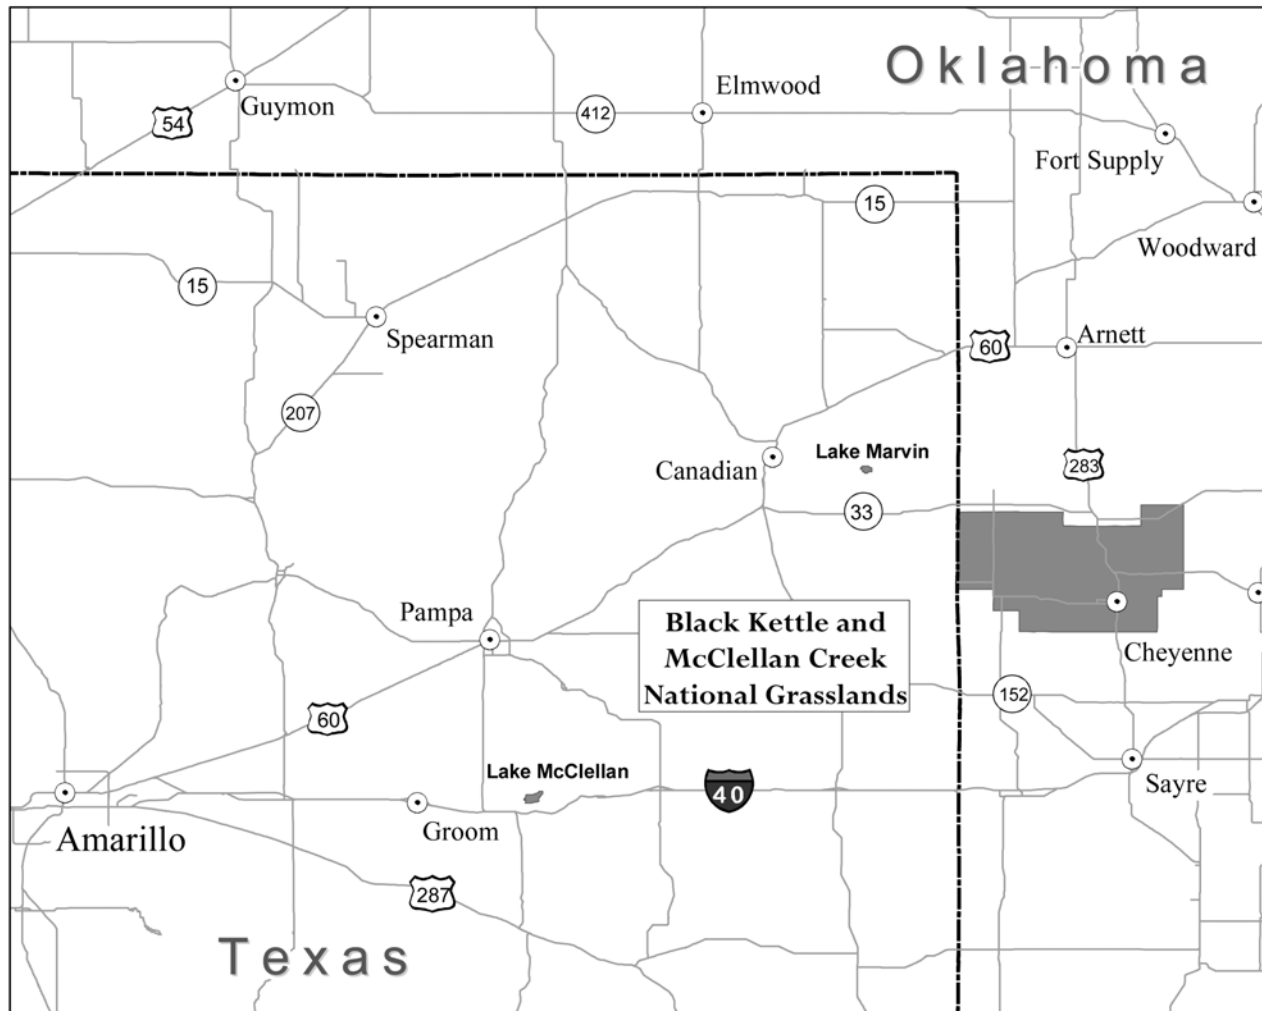 Oklahoma
Elmwood
Guymon
54
412
Fort Supply
15
Woodward
15
Spearman
Arnett
60
207
Lake Marvin
Canadian
283
33
Pampa
Black Kettle and
McClellan Creek
National Grasslands
Cheyenne
152
60
Lake McClellan
40
Sayre
Groom
Amarillo
287
Texas